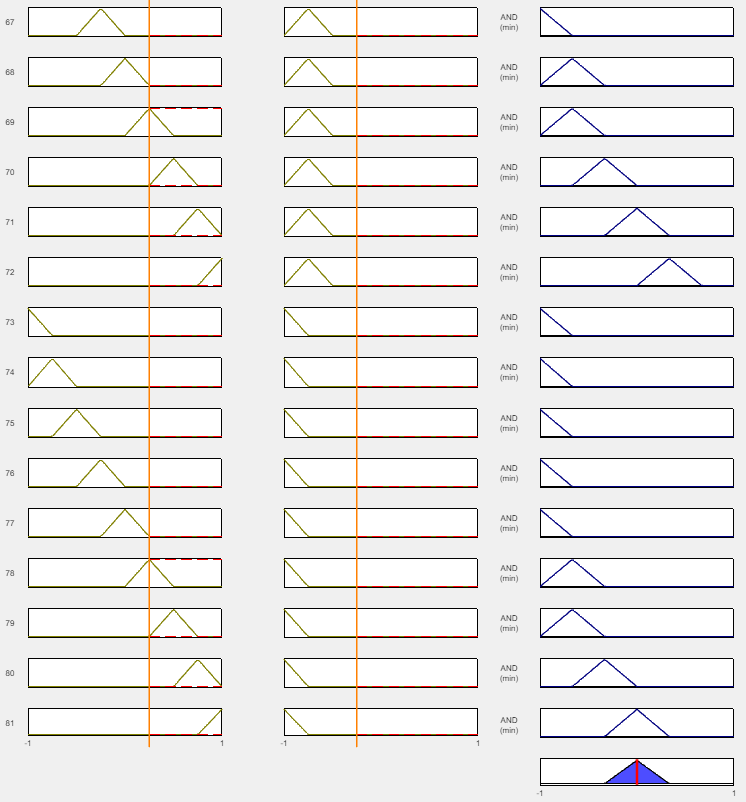 67 AND
(min)
68 AND
(min)
69 AND
(min)
70 AND
(min)
71 AND
(min)
72 AND
(min)
73 AND
(min)
74 AND
(min)
75 AND
(min)
76 AND
(min)
77 AND
(min)
78 AND
(min)
79 AND
(min)
80 AND
(min)
81 AND
(min)
-1 1 -1 1
-1 1